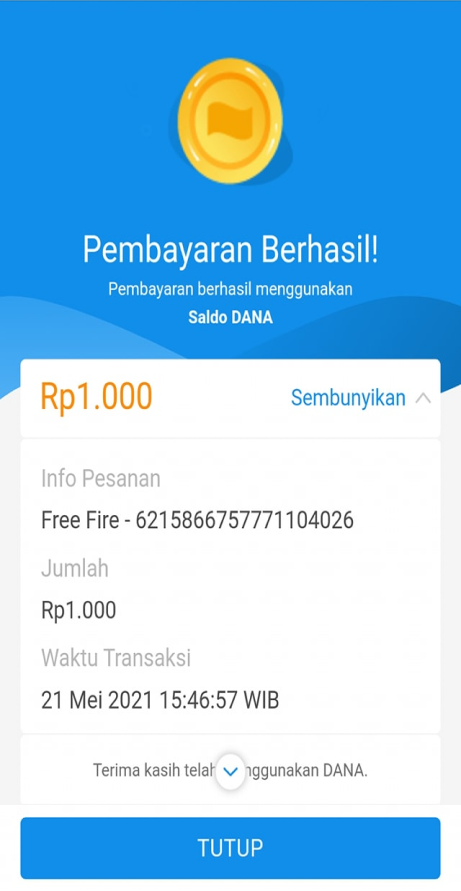 Pembayaran Berhasil!
Pembayaran berhasil menggunakan
Saldo DANA
Rp1.000 Sembunyikan
Info Pesanan
Free Fire - 6215866757771104026
Jumlah
Rp1.000
Waktu Transaksi
21 Mei 2021 15:46:57 WIB
Terima kasih telah nggunakan DANA.
TUTUP